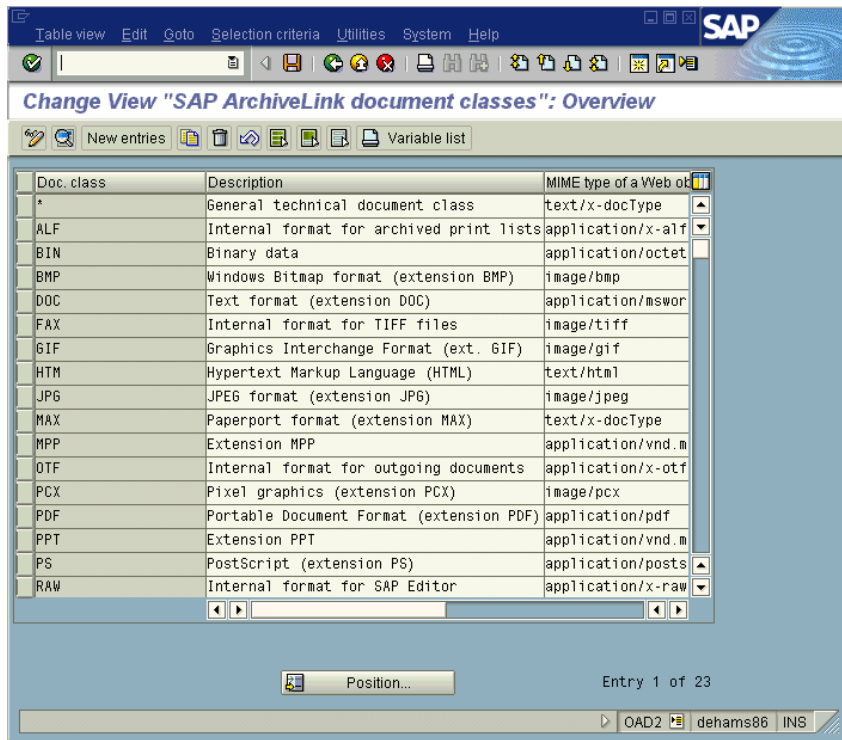 SAP
Table view Edit Goto Selection criteria Utilities System Help
Change View "SAP ArchiveLink document classes": Overview
New entries Variable list
Doc. class Description MIME type of a Web ob
* General technical document class text/x-docType
ALF Internal format for archived print lists application/x-alf
BIN Binary data application/octet
BMP Windows Bitmap format (extension BMP) image/bmp
DOC Text format (extension DOC) application/mswor
FAX Internal format for TIFF files image/tiff
GIF Graphics Interchange Format (ext. GIF) image/gif
HTM Hypertext Markup Language (HTML) text/html
JPG JPEG format (extension JPG) image/jpeg
MAX Paperport format (extension MAX) text/x-docType
MPP Extension MPP application/vnd.m
OTF Internal format for outgoing documents application/x-otf
PCX Pixel graphics (extension PCX) image/pcx
PDF Portable Document Format (extension PDF) application/pdf
PPT Extension PPT application/vnd.m
PS PostScript (extension PS) application/posts
RAW Internal format for SAP Editor application/x-raw
Position... Entry 1 of 23
OAD2 dehams86 INS